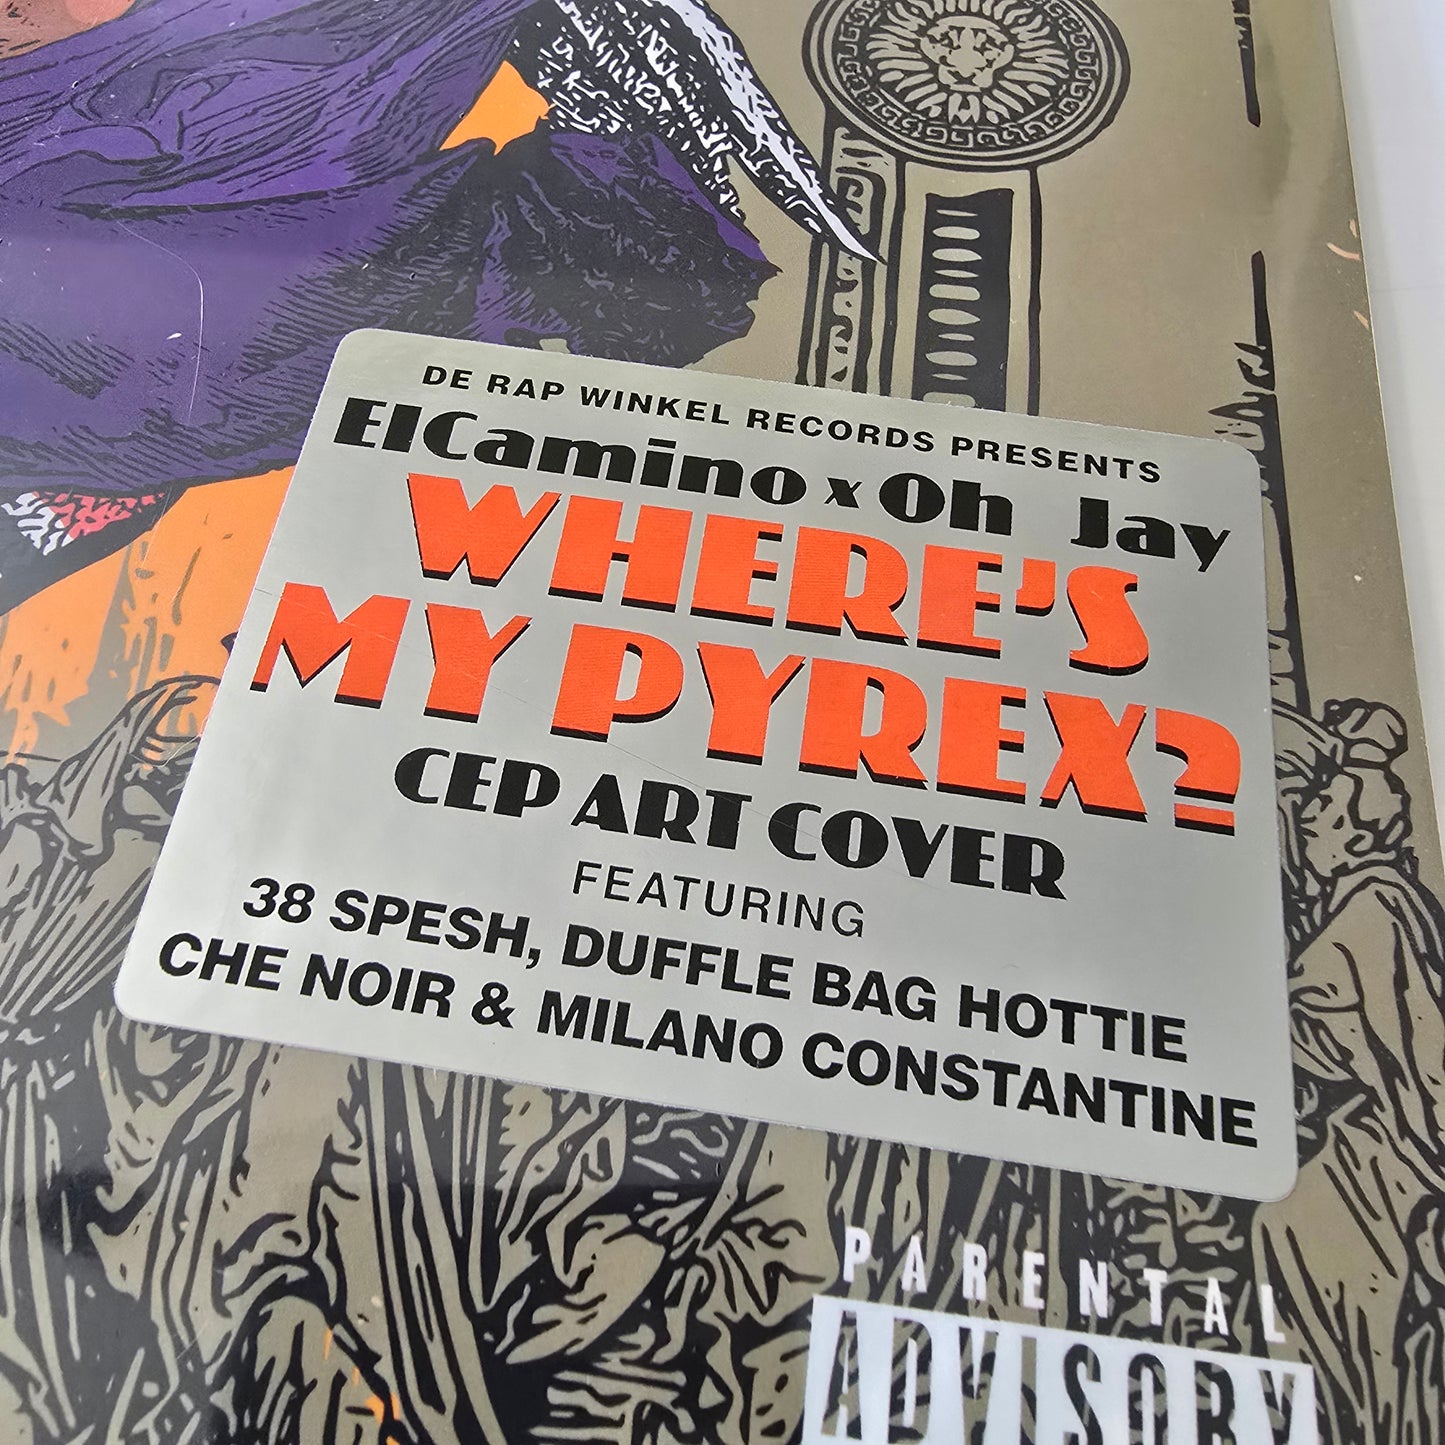 DE RAP WINKEL RECORDS PRESENTS
ElCamino x Oh Jay
WHERE'S
MY PYREX?
CEP ART COVER
FEATURING
38 SPESH, DUFFLE BAG HOTTIE
CHE NOIR & MILANO CONSTANTINE
PARENTAL
ADVISORY